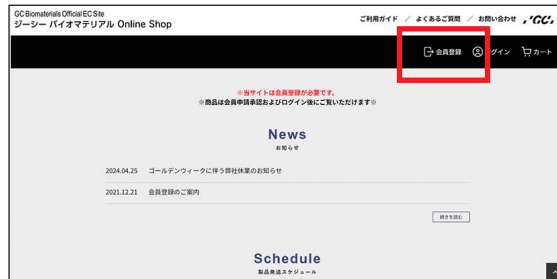 GC Biomaterials Official EC Site
ジーシー バイオマテリアル Online Shop
ご利用ガイド / よくあるご質問 / お問い合わせ
GC
会員登録 グイン カート
※当サイトは会員登録が必要です。
※商品は会員申請承認およびログイン後にご覧いただけます※
News
お知らせ
2024.04.25 ゴールデンウィークに伴う弊社休業のお知らせ
2021.12.21 会員登録のご案内
続きを読む
Schedule
製品発送スケジュール